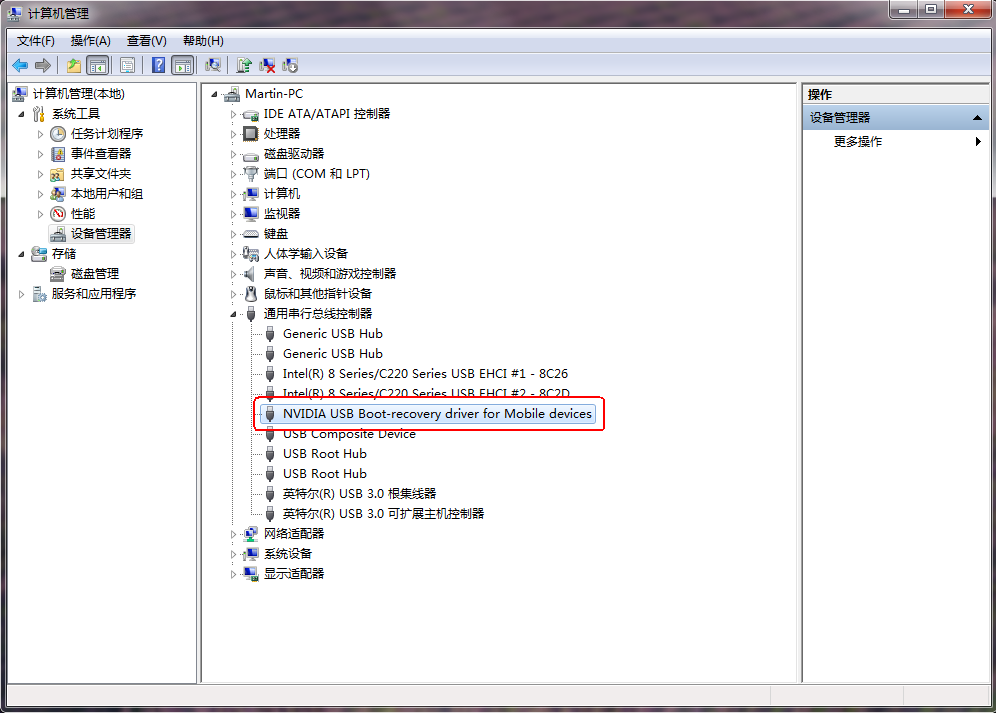 计算机管理
文件(F) 操作(A) 查看(V) 帮助(H)
计算机管理(本地)
系统工具
任务计划程序
事件查看器
共享文件夹
本地用户和组
性能
设备管理器
存储
磁盘管理
服务和应用程序
Martin-PC
IDE ATA/ATAPI 控制器
处理器
磁盘驱动器
端口 (COM 和 LPT)
计算机
监视器
键盘
人体学输入设备
声音、视频和游戏控制器
鼠标和其他指针设备
通用串行总线控制器
Generic USB Hub
Generic USB Hub
Intel(R) 8 Series/C220 Series USB EHCI #1 - 8C26
Intel(R) 8 Series/C220 Series USB EHCI #2 - 8C2D
NVIDIA USB Boot-recovery driver for Mobile devices
USB Composite Device
USB Root Hub
USB Root Hub
英特尔(R) USB 3.0 根集线器
英特尔(R) USB 3.0 可扩展主机控制器
网络适配器
系统设备
显示适配器
操作
设备管理器
更多操作